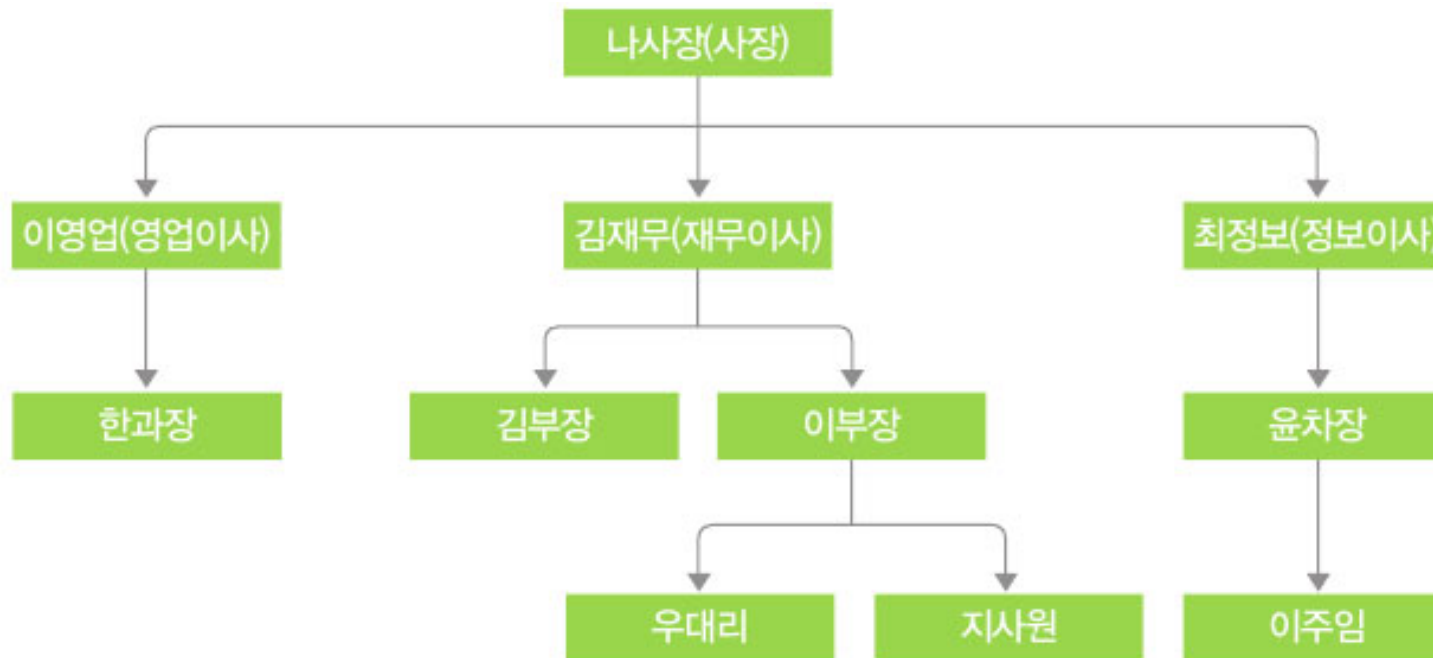 나사장(사장)
이영업(영업이사)
김재무(재무이사)
최정보(정보이사)
한과장
김부장
이부장
윤차장
우대리
지사원
이주임